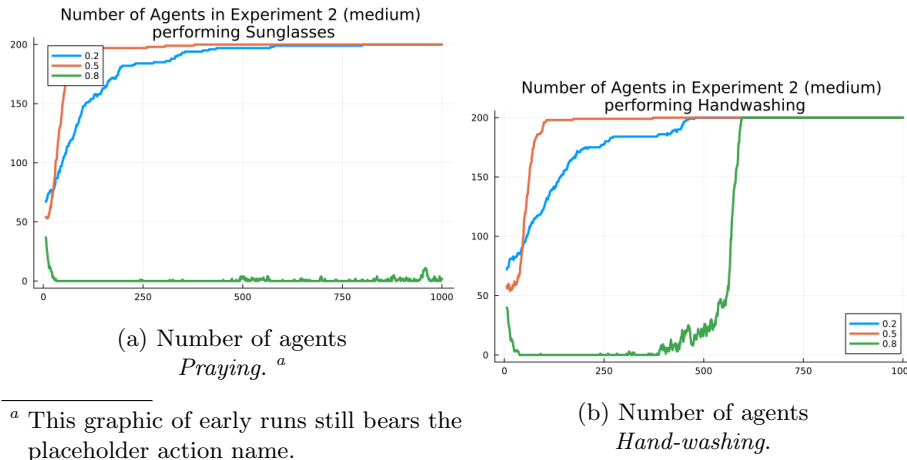 Number of Agents in Experiment 2 (medium)
performing Sunglasses
200
150
100
50
0
0
250
500
750
1000
0.2
0.5
0.8
(a) Number of agents
Praying. a
a This graphic of early runs still bears the
placeholder action name.
Number of Agents in Experiment 2 (medium)
performing Handwashing
200
150
100
50
0
0
250
500
750
1000
0.2
0.5
0.8
(b) Number of agents
Hand-washing.